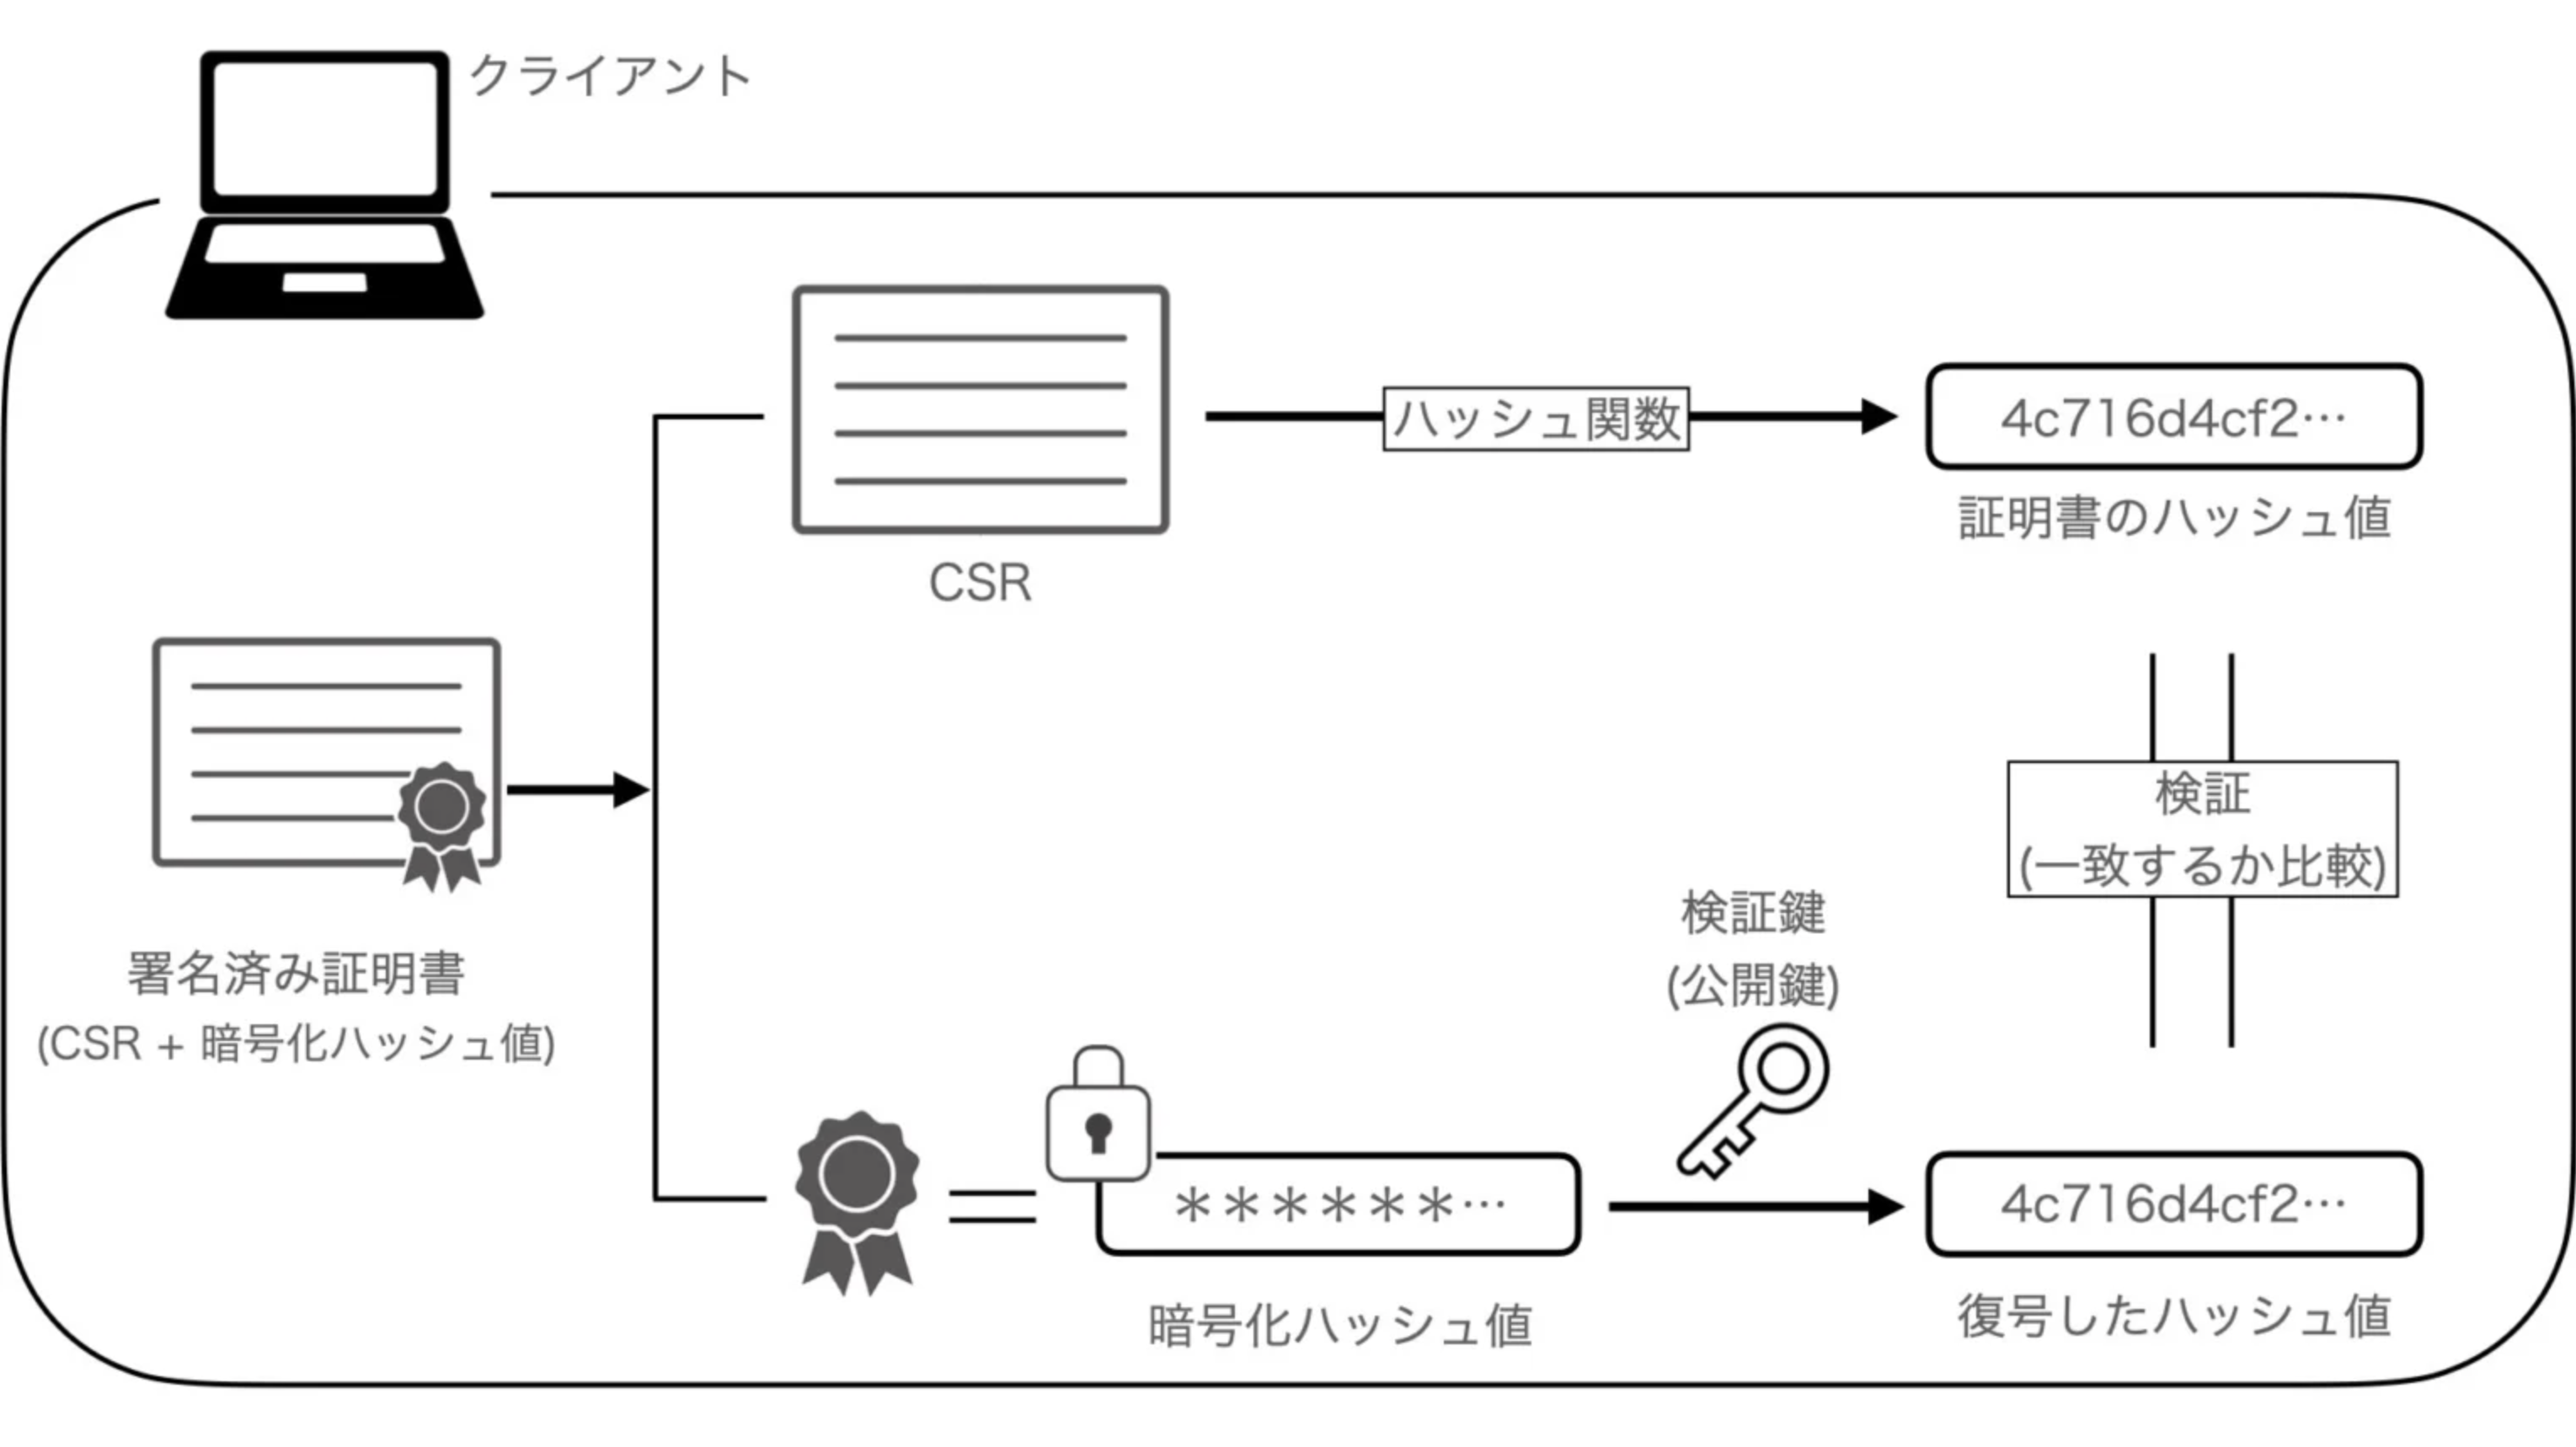 クライアント
CSR
ハッシュ関数
4c716d4cf2…
証明書のハッシュ値
署名済み証明書
(CSR + 暗号化ハッシュ値)
検証
(一致するか比較)
検証鍵
(公開鍵)
＊＊＊＊＊＊…
暗号化ハッシュ値
4c716d4cf2…
復号したハッシュ値